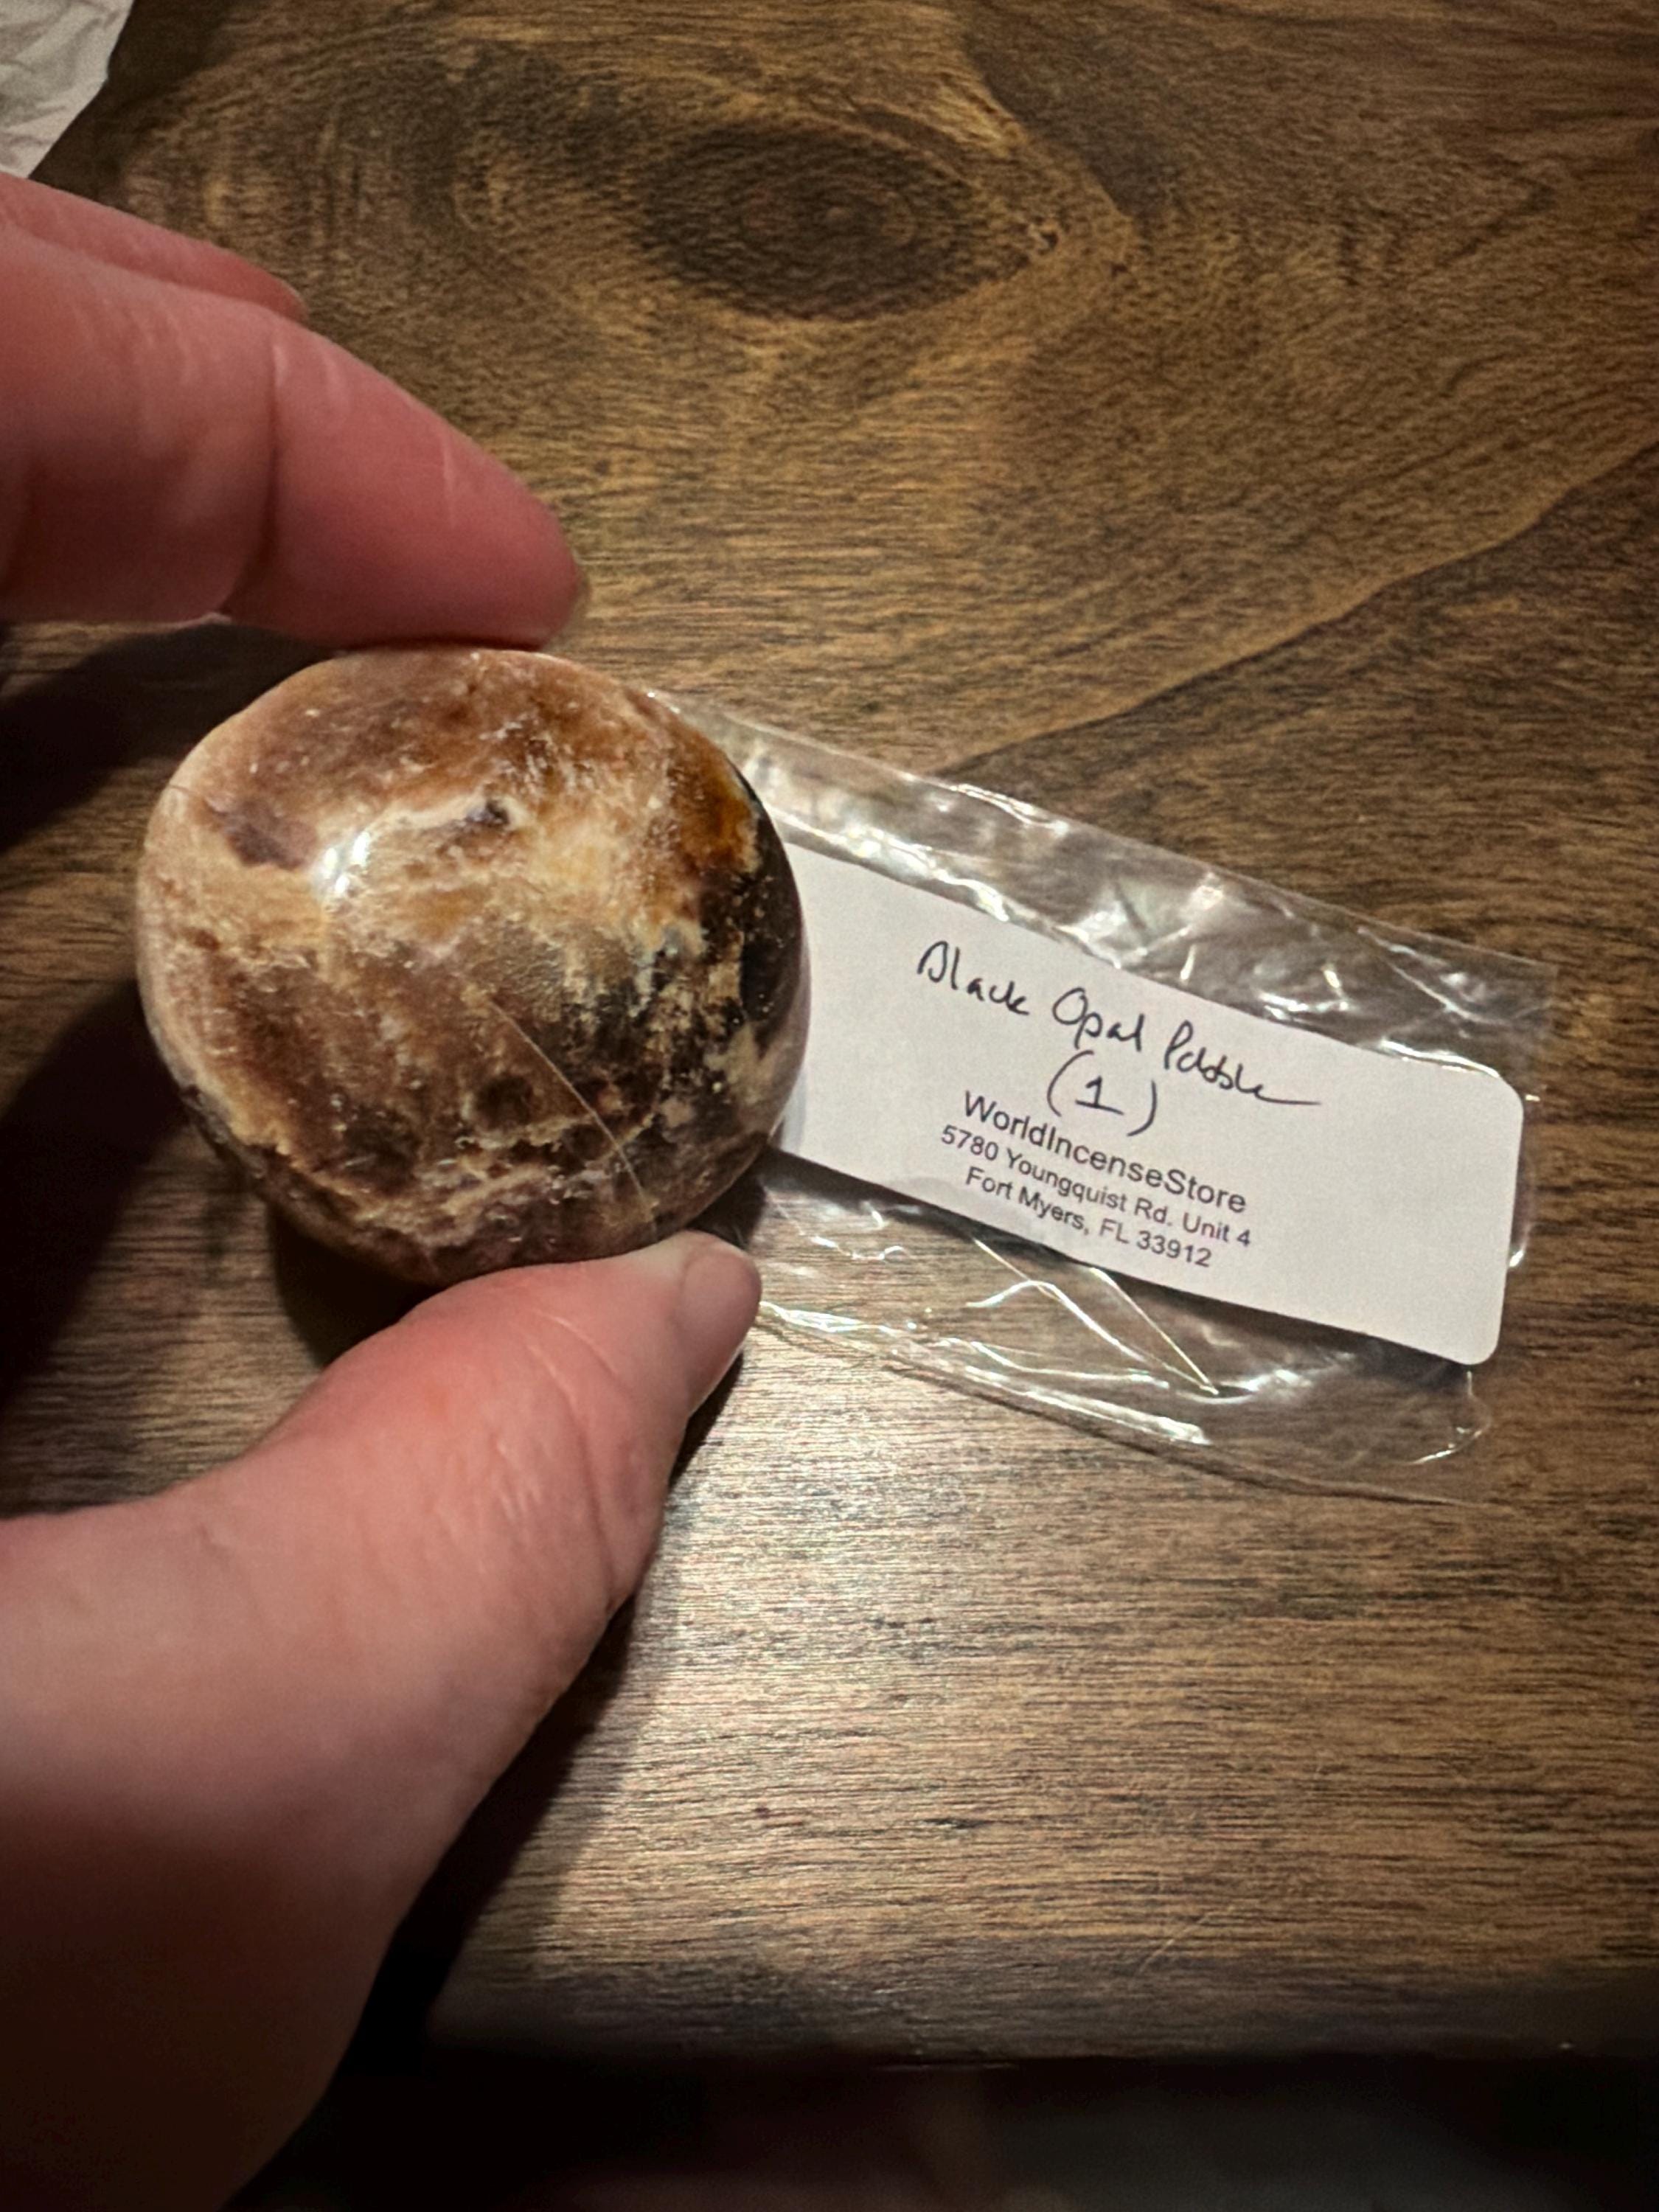 Black Opal Pebble
(1)
WorldIncenseStore
5780 Youngquist Rd. Unit 4
Fort Myers, FL 33912